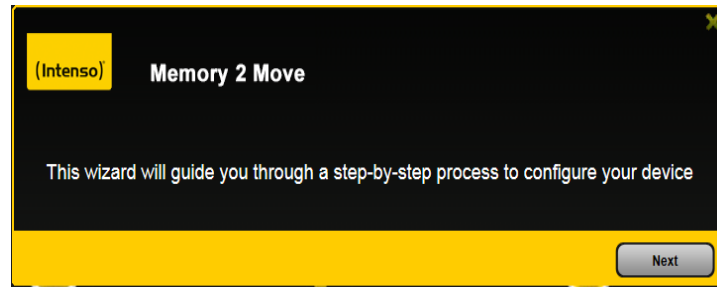 (Intenso)
Memory 2 Move
This wizard will guide you through a step-by-step process to configure your device
Next